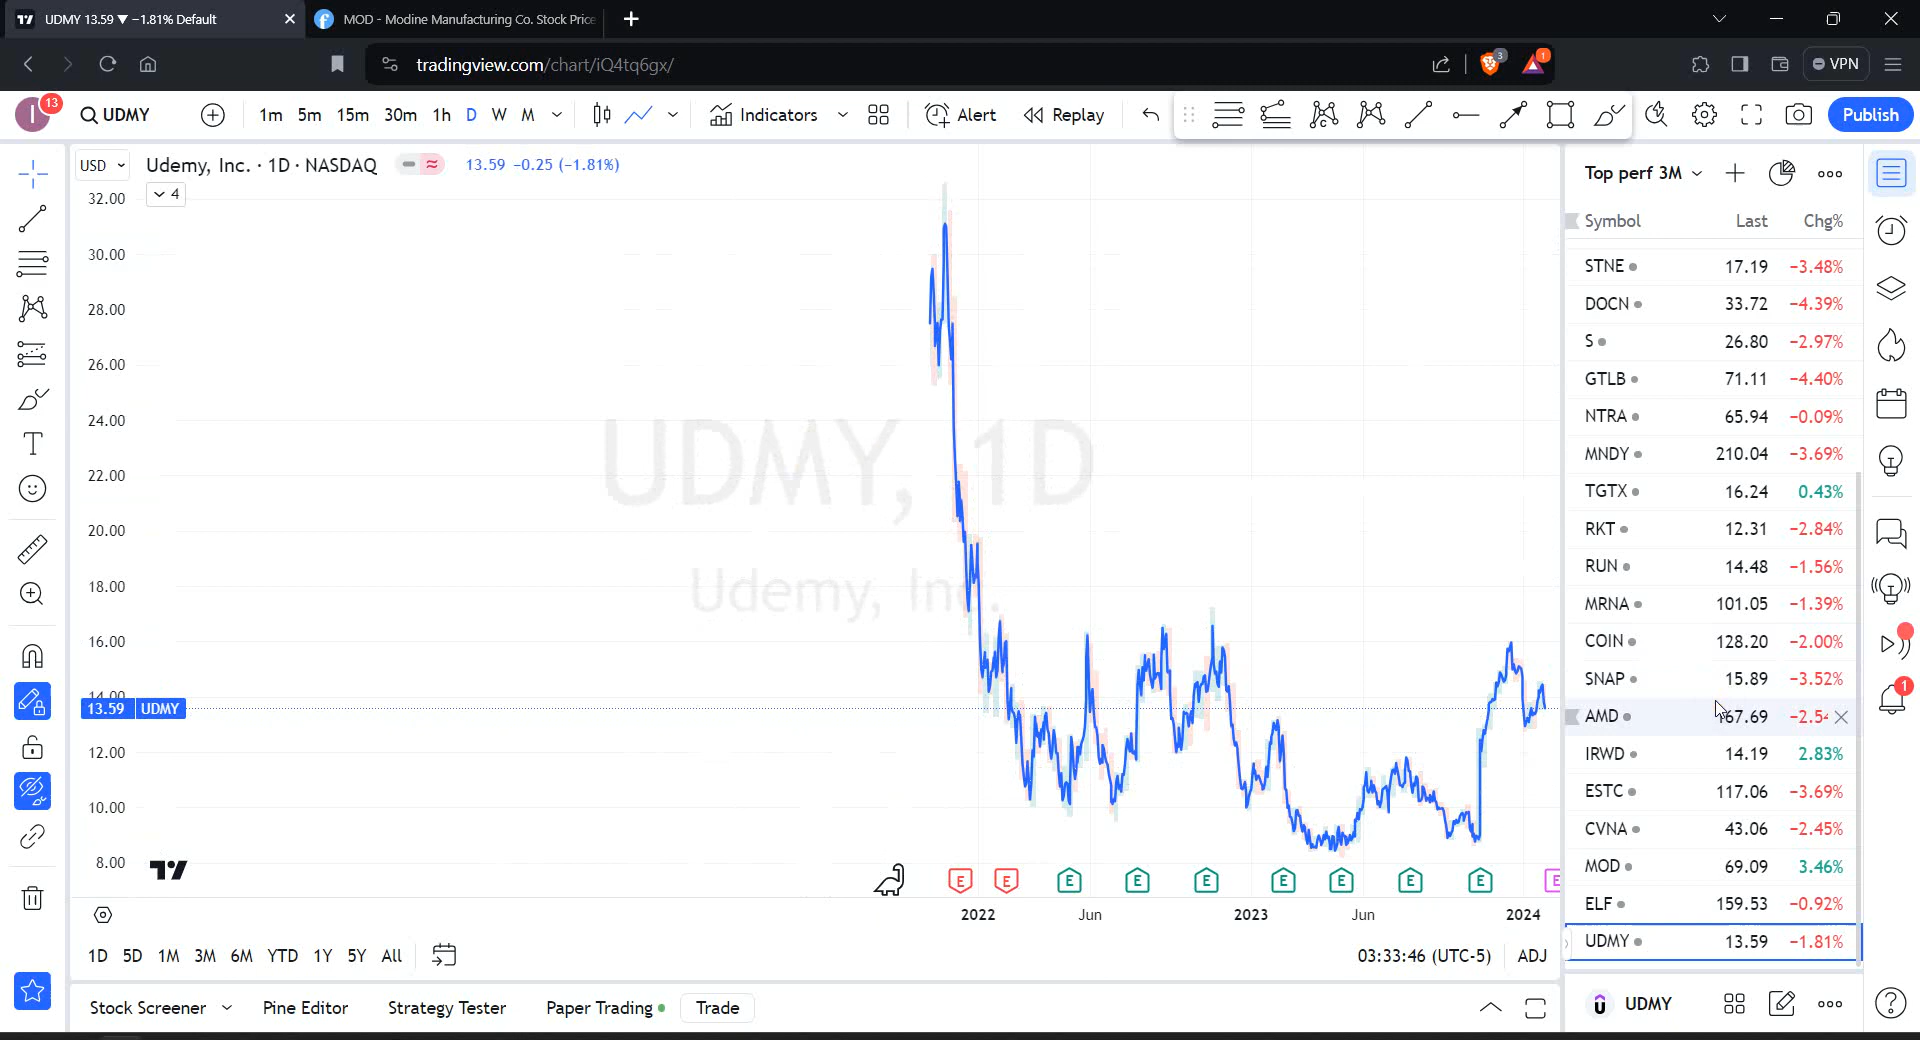 UDMY 13.59 ▼ −1.81% Default
MOD - Modine Manufacturing Co. Stock Price
3
1
tradingview.com/chart/iQ4tq6gx/
VPN
I
13
UDMY
1m 5m 15m 30m 1h D W M
Indicators
Alert
Replay
Publish
USD
Udemy, Inc. · 1D · NASDAQ
13.59 −0.25 (−1.81%)
4
32.00
30.00
28.00
26.00
24.00
22.00
20.00
18.00
16.00
14.00
13.59 UDMY
12.00
10.00
8.00
UDMY, 1D
Udemy, Inc.
E E E E E E E E E E
2022 Jun 2023 Jun 2024
1D 5D 1M 3M 6M YTD 1Y 5Y All
03:33:46 (UTC-5) ADJ
Stock Screener Pine Editor Strategy Tester Paper Trading Trade
Top perf 3M
Symbol Last Chg%
STNE 17.19 −3.48%
DOCN 33.72 −4.39%
S 26.80 −2.97%
GTLB 71.11 −4.40%
NTRA 65.94 −0.09%
MNDY 210.04 −3.69%
TGTX 16.24 0.43%
RKT 12.31 −2.84%
RUN 14.48 −1.56%
MRNA 101.05 −1.39%
COIN 128.20 −2.00%
SNAP 15.89 −3.52%
AMD 67.69 −2.54
IRWD 14.19 2.83%
ESTC 117.06 −3.69%
CVNA 43.06 −2.45%
MOD 69.09 3.46%
ELF 159.53 −0.92%
UDMY 13.59 −1.81%
UDMY
1